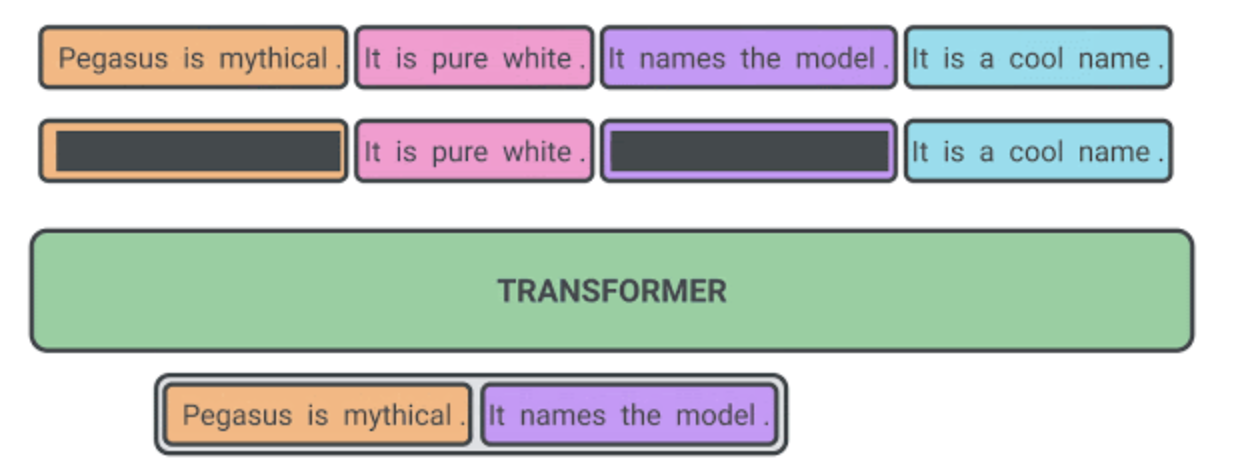 Pegasus is mythical . It is pure white . It names the model . It is a cool name .
It is pure white . It is a cool name .
TRANSFORMER
Pegasus is mythical . It names the model .